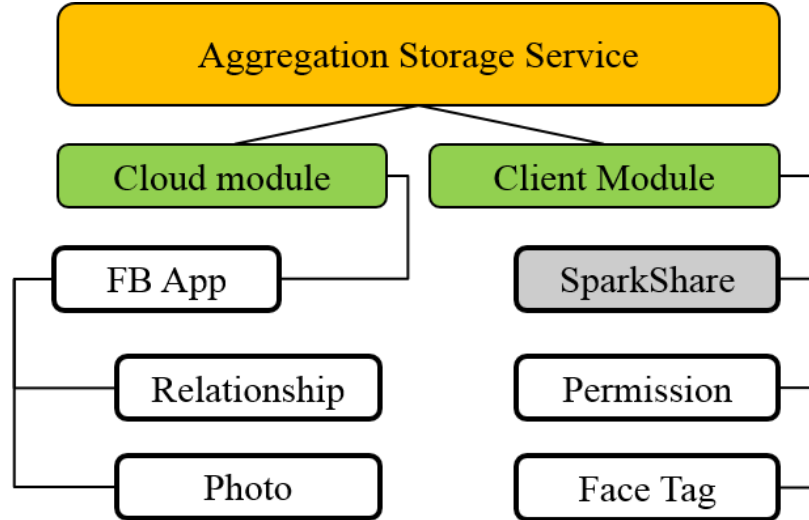 Aggregation Storage Service
Cloud module
Client Module
FB App
SparkShare
Relationship
Permission
Photo
Face Tag